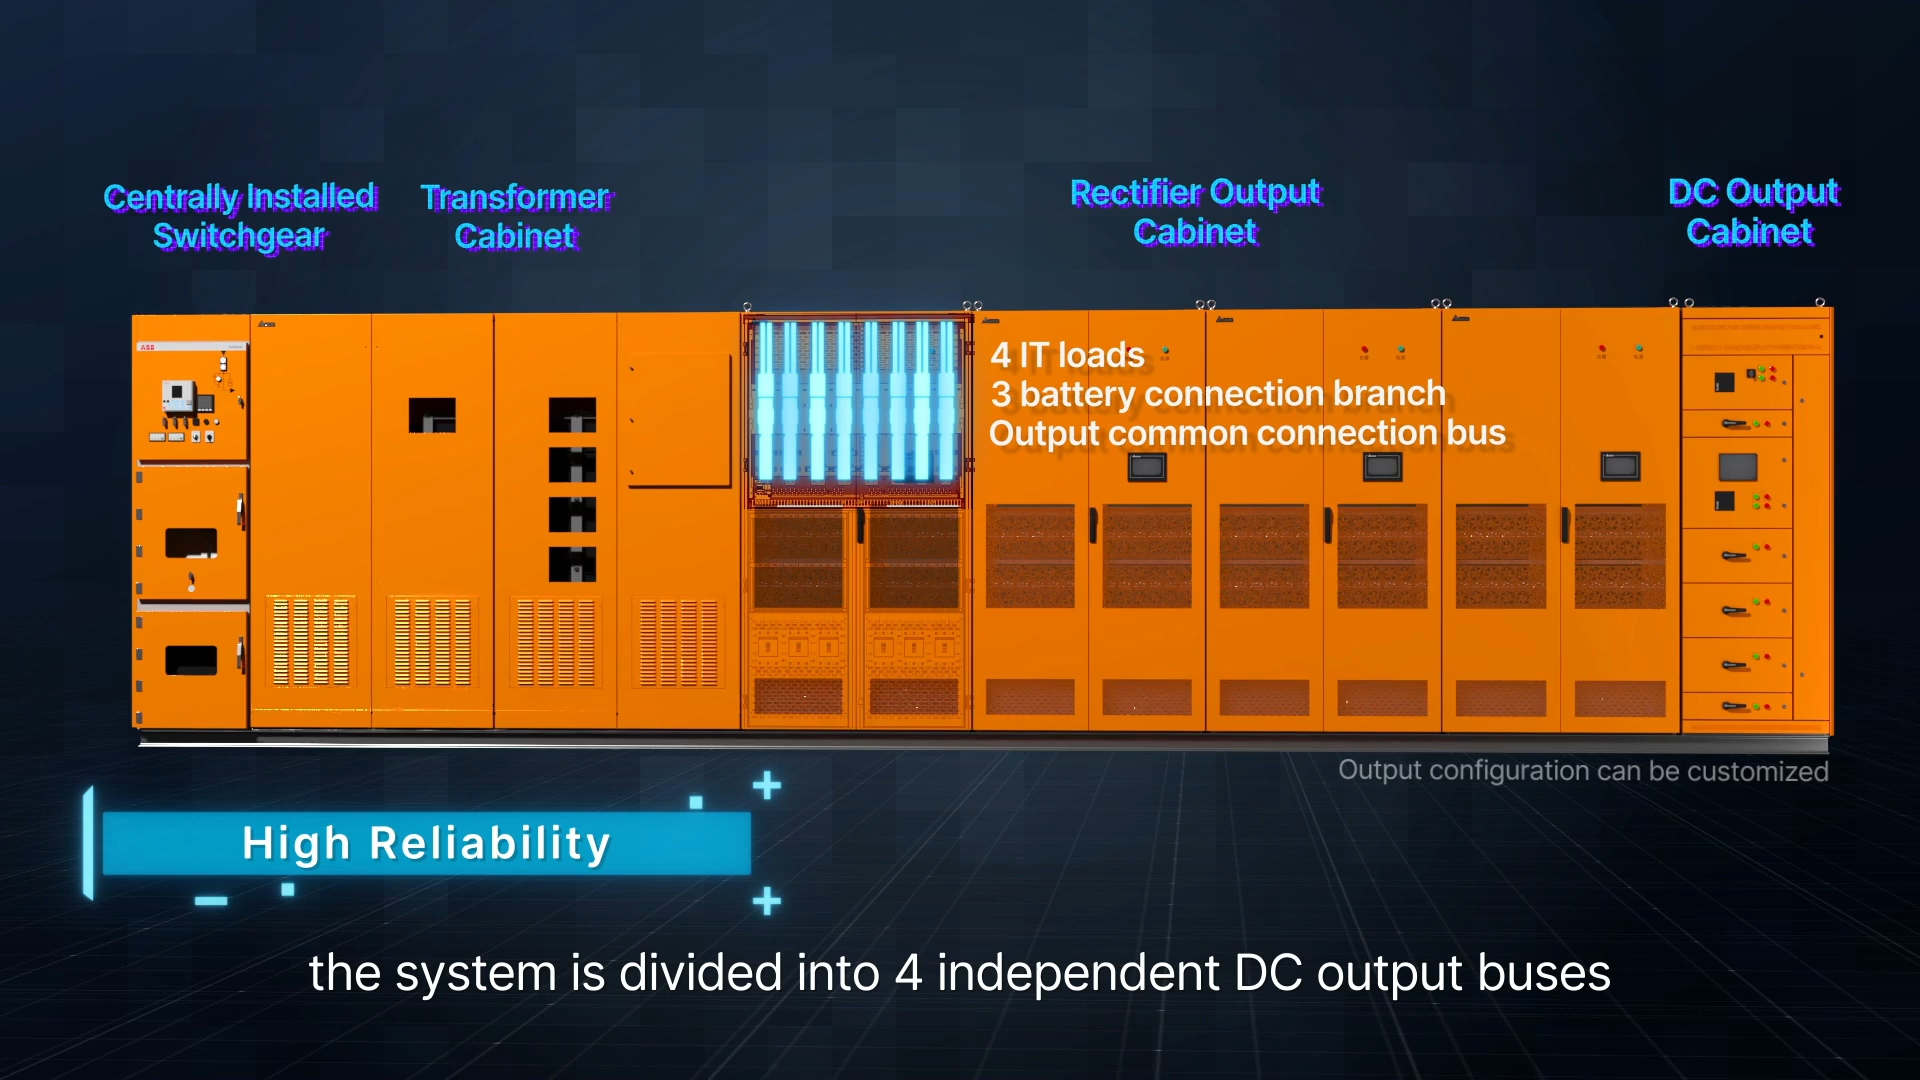 Centrally Installed
Switchgear
Transformer
Cabinet
Rectifier Output
Cabinet
DC Output
Cabinet
ABB
4 IT loads
3 battery connection branch
Output common connection bus
Output configuration can be customized
High Reliability
the system is divided into 4 independent DC output buses